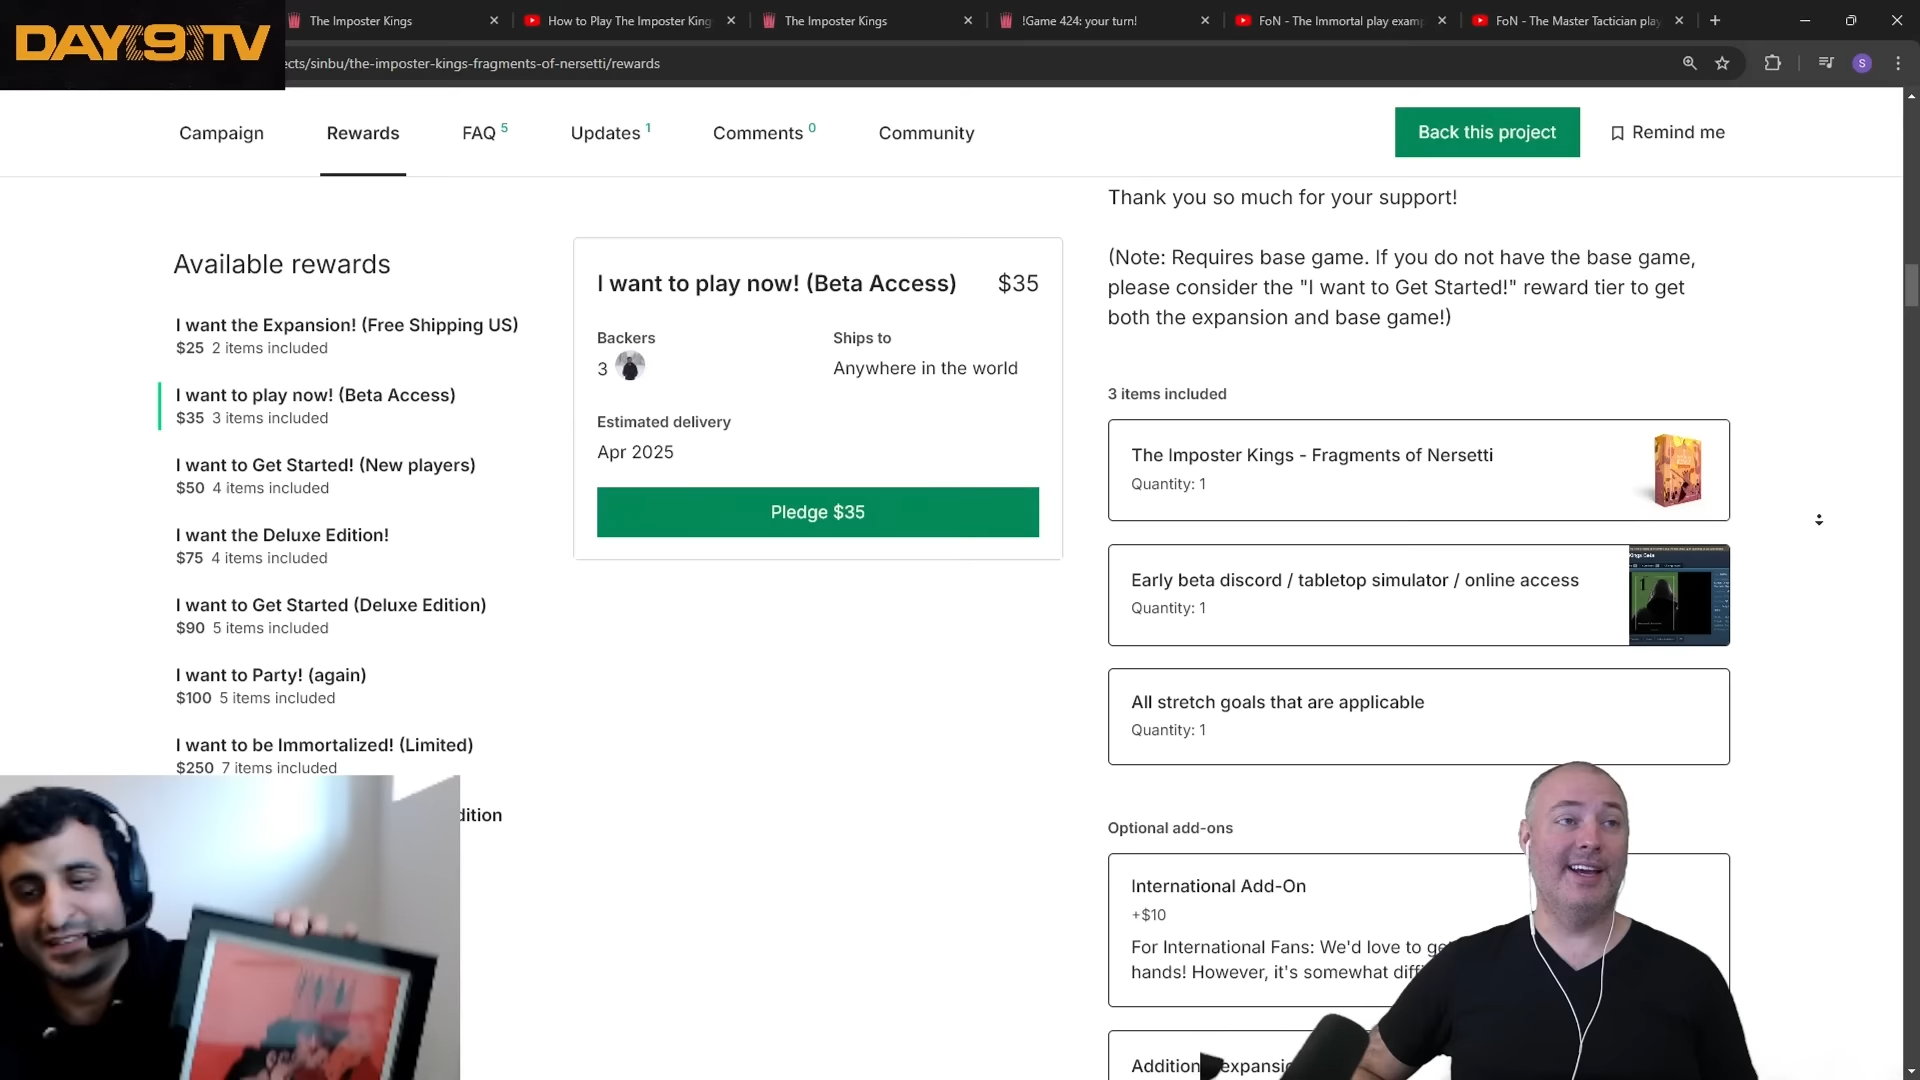 DAY[9]TV
The Imposter Kings
How to Play The Imposter King
The Imposter Kings
!Game 424: your turn!
FoN - The Immortal play exam
FoN - The Master Tactician pla
ects/sinbu/the-imposter-kings-fragments-of-nersetti/rewards
S
Campaign
Rewards
FAQ 5
Updates 1
Comments 0
Community
Back this project
Remind me
Available rewards
I want the Expansion! (Free Shipping US)
$25 2 items included
I want to play now! (Beta Access)
$35 3 items included
I want to Get Started! (New players)
$50 4 items included
I want the Deluxe Edition!
$75 4 items included
I want to Get Started (Deluxe Edition)
$90 5 items included
I want to Party! (again)
$100 5 items included
I want to be Immortalized! (Limited)
$250 7 items included
dition
I want to play now! (Beta Access) $35
Backers
3
Ships to
Anywhere in the world
Estimated delivery
Apr 2025
Pledge $35
Thank you so much for your support!
(Note: Requires base game. If you do not have the base game,
please consider the "I want to Get Started!" reward tier to get
both the expansion and base game!)
3 items included
The Imposter Kings - Fragments of Nersetti
Quantity: 1
Early beta discord / tabletop simulator / online access
Quantity: 1
All stretch goals that are applicable
Quantity: 1
Optional add-ons
International Add-On
+$10
For International Fans: We'd love to ge
hands! However, it's somewhat diff
Addition expansi